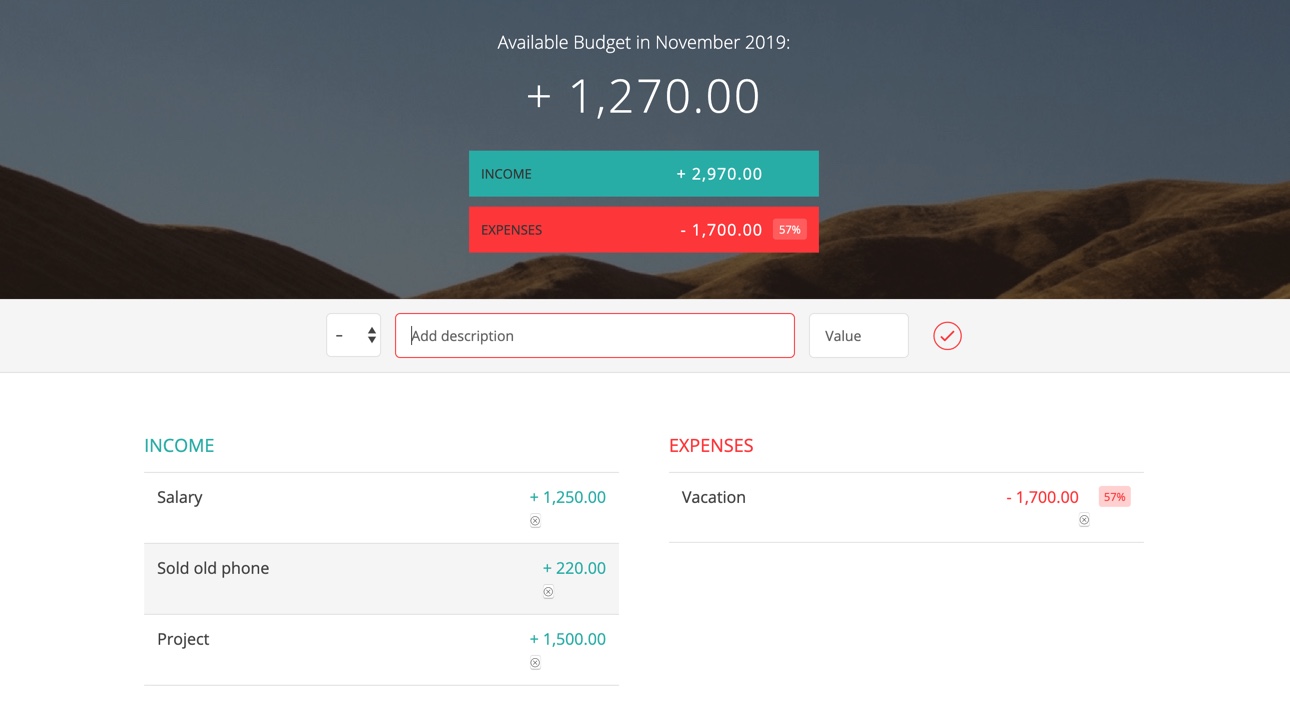 Available Budget in November 2019:
+ 1,270.00
INCOME + 2,970.00
EXPENSES - 1,700.00 57%
- Add description Value
INCOME
Salary + 1,250.00
Sold old phone + 220.00
Project + 1,500.00
EXPENSES
Vacation - 1,700.00 57%